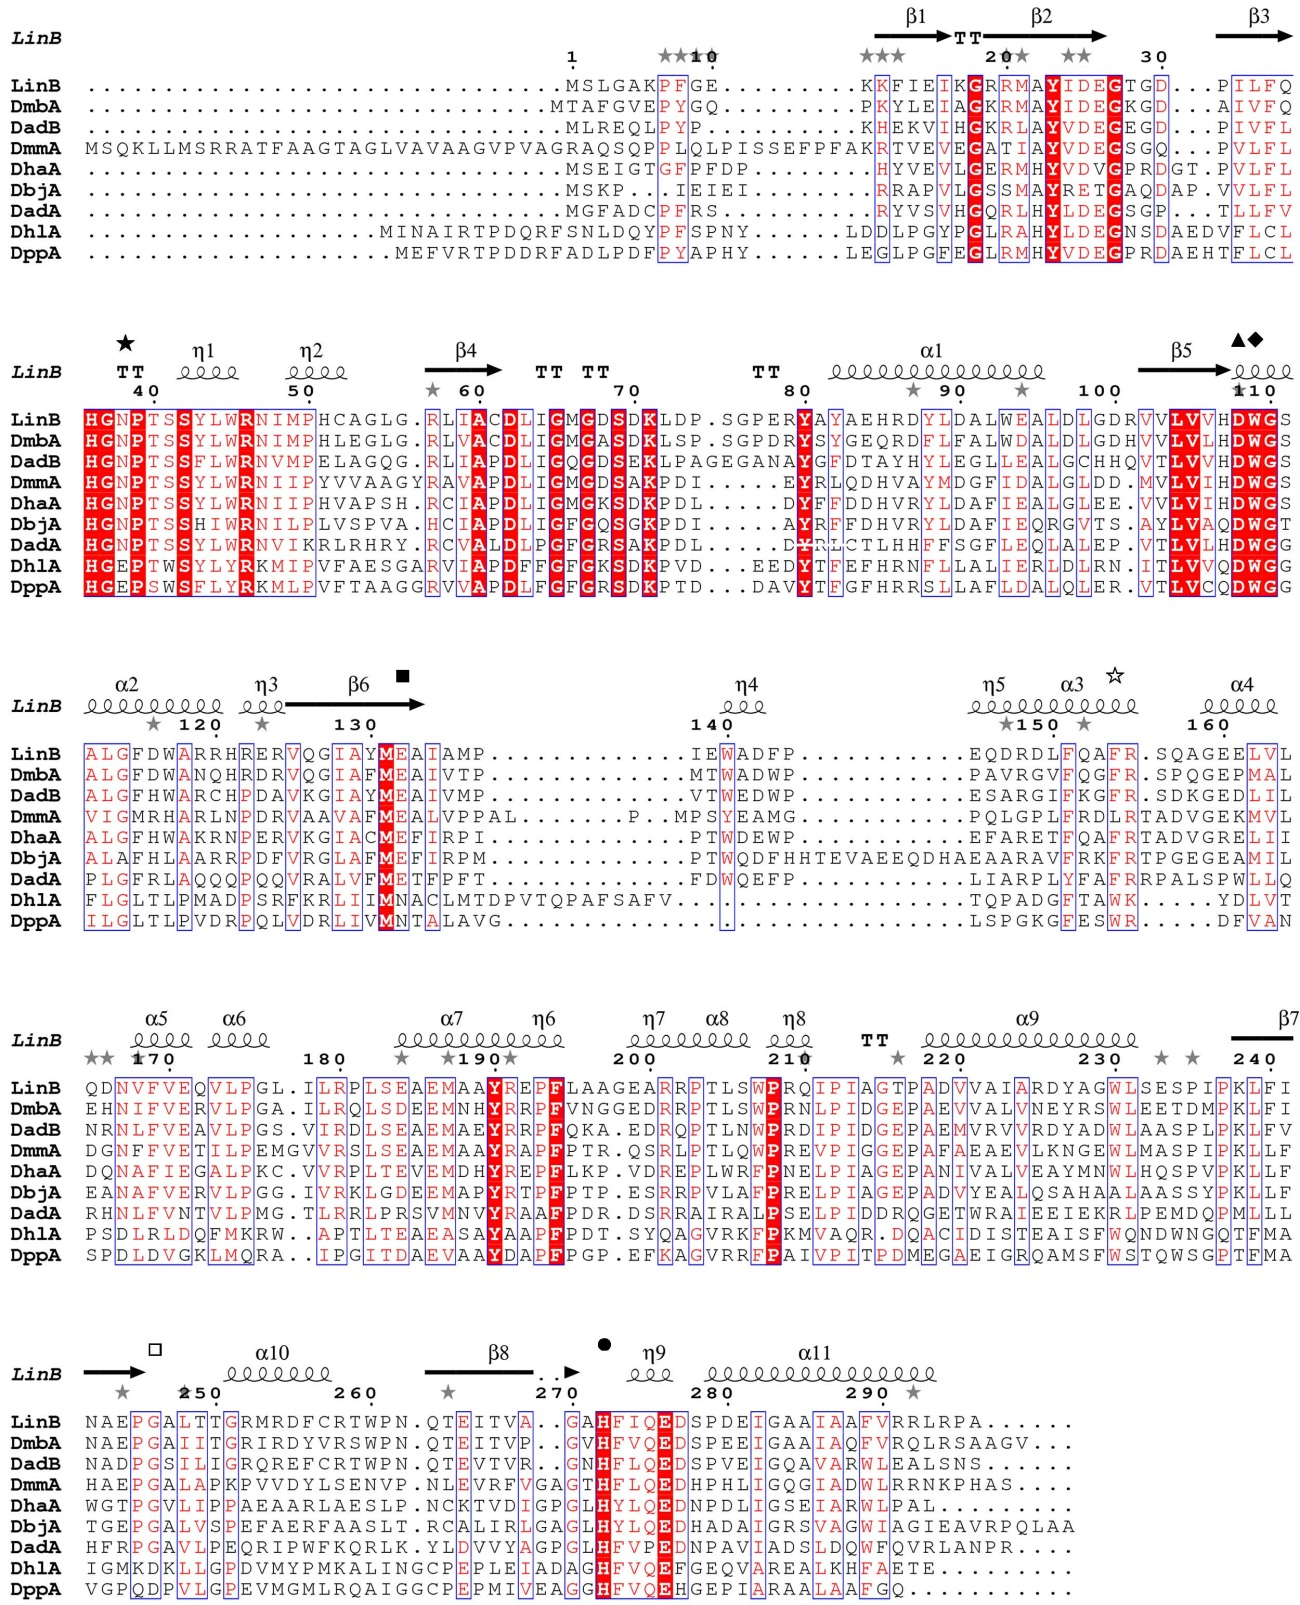 β1 β2 β3
LinB TT
1 10 20 30
LinB ...............................MSLGAKPFGE.........KKFIEIKGRRMAYIDEGTGD...PILFQ
DmbA ..............................MTAFGVEPYGQ.........PKYLEIAGKRMAYIDEGKGD...AIVFQ
DadB ...............................MLREQLPYP..........KHEKVIHGKRLAYVDEGEGD...PIVFL
DmmA MSQKLLMSRRATFAAGTAGLVAVAAGVPVAGRAQSQPPLQLPISSEFPFAKRTVEVEGATIAYVDEGSGQ...PVLFL
DhaA ...............................MSEIGTGFPFDP........HYVEVLGERMHYVDVGPRDGT.PVLFL
DbjA ...............................MSKP..IEIEI.........RRAPVLGSSMAYRETGAQDAP.VVLFL
DadA ...............................MGFADCPFRS..........RYVSVHGQRLHYLDEGSGP...TLLFV
DhlA ...................MINAIRTPDQRFSNLDQYPFSPNY......LDDLPGYPGLRAHYLDEGNSDAEDVFLCL
DppA ....................MEFVRTPDDRFADLPDFPYAPHY......LEGLPGFEGLRMHYLDEGPRDAEHTFLCL
η1 η2 β4 α1 β5
LinB TT TT TT TT
40 50 60 70 80 90 100 110
LinB HGNPTSSYLWRNIMPHCAGLG.RLIACDLIGMGDSDKLDP.SGPERYAYAEHRDYLDALWEALDLGDRVVLVVHDWGS
DmbA HGNPTSSYLWRNIMPHLEGLG.RLVACDLIGMGASDKLSP.SGPDRYSYGEQRDFLFALWDALDLGDHVVLVLHDWGS
DadB HGNPTSSFLWRNVMPELAGQG.RLIAPDLIGQGDSEKLPAGEGANAYGFDTAYHYLEGLLEALGCHHQVTLVVHDWGS
DmmA HGNPTSSYLWRNIIPYVVAAGYRAVAPDLIGMGDSAKPDI.....EYRLQDHVAYMDGFIDALGLDD.MVLVIHDWGS
DhaA HGNPTSSYLWRNIIPHVAPSH.RCIAPDLIGMGKSDKPDL.....DYFFDDHVRYLDAFIEALGLEE.VVLVIHDWGS
DbjA HGNPTSSHIWRNILPLVSPVA.HCIAPDLIGFGQSGKPDI.....AYRFFDHVRYLDAFIEQRGVTS.AYLVAQDWGT
DadA HGNPTSSYLWRNVIKRLRHRY.RCVALDLPGFGRSAKPDL.....DYRLCTLHHFFSGFLEQLALEP.VTLVLHDWGG
DhlA HGEPTWSYLYRKMIPVFAESGARVIAPDFFGFGKSDKPVD...EEDYTFEFHRNFLLALIERLDLRN.ITLVVQDWGG
DppA HGEPSWSFLYRKMLPVFTAAGGRVVAPDLFGFGRSDKPTD...DAVYTFGFHRRSLLAFLDALQLER.VTLVCQDWGG
α2 η3 β6 η4 η5 α3 α4
LinB
120 130 140 150 160
LinB ALGFDWARRHRERVQGIAYMEAIAMP.............IEWADFP...........EQDRDLFQAFR.SQAGEELVL
DmbA ALGFDWANQHRDRVQGIAFMEAIVTP.............MTWADWP...........PAVRGVFQGFR.SPQGEPMAL
DadB ALGFHWARCHPDAVKGIAYMEAIVMP.............VTWEDWP...........ESARGIFKGFR.SDKGEDLIL
DmmA VIGMRHARLNPDRVAAVAFMEALVPPAL.......P..MPSYEAMG...........PQLGPLFRDLRTADVGEKMVL
DhaA ALGFHWAKRNPERVKGIACMEFIRPI.............PTWDEWP...........EFARETFQAFRTADVGRELII
DbjA ALAFHLAARRPDFVRGLAFMEFIRPM.............PTWQDFHHTEVAEEQDHAEAARAVFRKFRTPGEGEAMIL
DadA PLGFRLAQQQPQQVRALVFMETFPFT.............FDWQEFP...........LIARPLYFAFRRPALSPWLLQ
DhlA FLGLTLPMADPSRFKRLIIMNACLMTDPVTQPAFSAFV...................TQPADGFTAWK.....YDLVT
DppA ILGLTLPVDRPQLVDRLIVMNTALAVG..............................LSPGKGFESWR.....DFVAN
α5 α6 α7 η6 η7 α8 η8 α9 β7
LinB TT
170 180 190 200 210 220 230 240
LinB QDNVFVEQVLPGL.ILRPLSEAEMAAYREPFLAAGEARRPTLSWPRQIPIAGTPADVVAIARDYAGWLSESPIPKLFI
DmbA EHNIFVERVLPGA.ILRQLSDEEMNHYRRPFVNGGEDRRPTLSWPRNLPIDGEPAEVVALVNEYRSWLEETDMPKLFI
DadB NRNLFVEAVLPGS.VIRDLSEAEMAEYRRPFQKA.EDRQPTLNWPRDIPIDGEPAEMVRVVRDYADWLAASPLPKLFV
DmmA DGNFFVETILPEMGVVRSLSEAEMAAYRAPFPTR.QSRLPTLQWPREVPIGGEPAFAEAEVLKNGEWLMASPIPKLLF
DhaA DQNAFIEGALPKC.VVRPLTEVEMDHYREPFLKP.VDREPLWRFPNELPIAGEPANIVALVEAYMNWLHQSPVPKLLF
DbjA EANAFVERVLPGG.IVRKLGDEEMAPYRTPFPTP.ESRRPVLAFPRELPIAGEPADVYEALQSAHAALAASSYPKLLF
DadA RHNLFVNTVLPMG.TLRRLPRSVMNVYRAAFPDR.DSRRAIRALPSELPIDDRQGETWRAIEEIEKRLPEMDQPMLLL
DhlA PSDLRLDQFMKRW..APTLTEAEASAYAAPFPDT.SYQAGVRKFPKMVAQR.DQACIDISTEAISFWQNDWNGQTFMA
DppA SPDLDVGKLMQRA..IPGITDAEVAAYDAPFPGP.EFKAGVRRFPAIVPITPDMEGAEIGRQAMSFWSTQWSGPTFMA
α10 β8 η9 α11
LinB ..
250 260 270 280 290
LinB NAEPGALTTGRMRDFCRTWPN.QTEITVA..GAHFIQEDSPDEIGAAIAAFVRRLRPA......
DmbA NAEPGAIITGRIRDYVRSWPN.QTEITVP..GVHFVQEDSPEEIGAAIAQFVRQLRSAAGV....
DadB NADPGSILIGRQREFCRTWPN.QTEVTVR..GNHFLQEDSPVEIGQAVARWLEALSNS......
DmmA HAEPGALAPKPVVDYLSENVP.NLEVRFVGAGTHFLQEDHPHLIGQGIADWLRRNKPHAS....
DhaA WGTPGVLIPPAEAARLAESLP.NCKTVDIGPGLHYLQEDNPDLIGSEIARWLPAL.........
DbjA TGEPGALVSPEFAERFAASLT.RCALIRLGAGLHYLQEDHADAIGRSVAGWIAGIEAVRPQLAA
DadA HFRPGAVLPEQRIPWFKQRLK.YLDVVYAGPGLHFVPEDNPAVIADSLDQWFQVRLANPR....
DhlA IGMKDKLLGPDVMYPMKALINGCPEPLEIADAGHFVQEFGEQVAREALKHFAETE.........
DppA VGPQDPVLGPEVMGMLRQAIGGCPEPMIVEAGGHFVQEHGEPIARAALAAFGQ...........